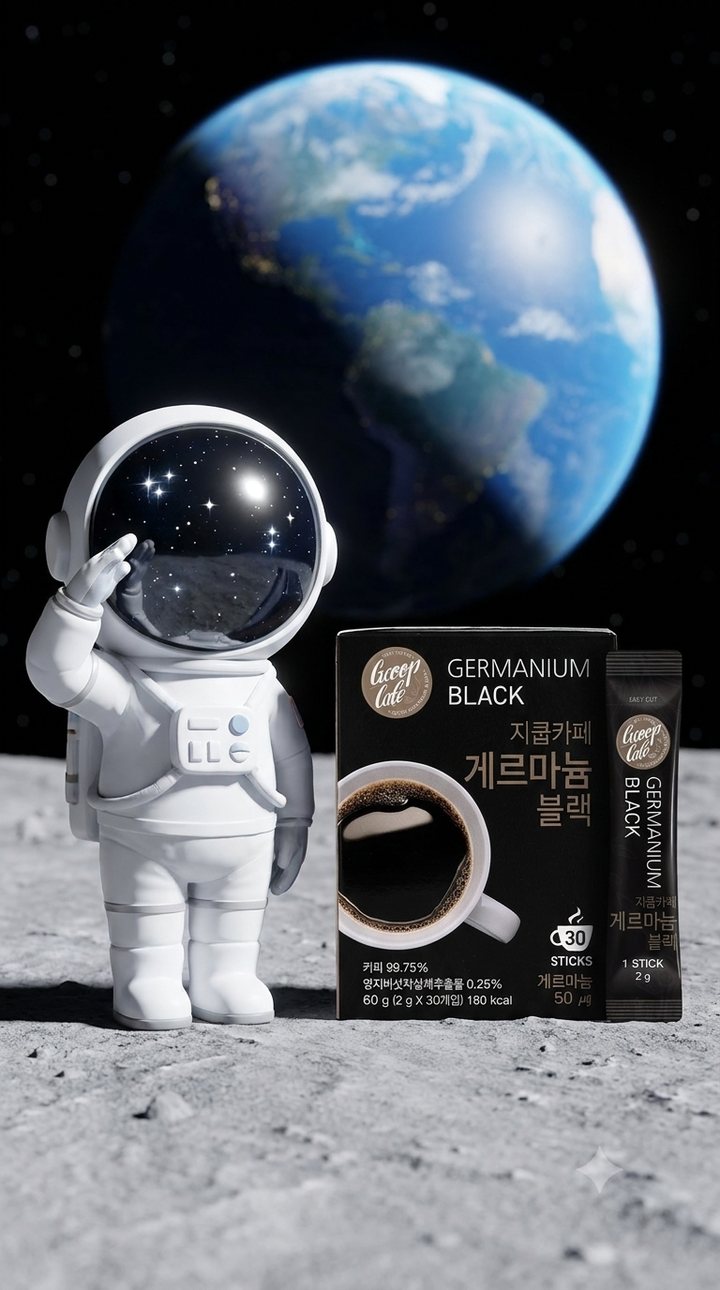 Gcoop
Café
GERMANIUM
BLACK
지쿱카페
게르마늄
블랙
30
STICKS
커피 99.75%
영지버섯자실체추출물 0.25%
60 g (2 g X 30개입) 180 kcal
게르마늄
50 ㎍
EASY CUT
Gcoop
Café
GERMANIUM
BLACK
지쿱카페
게르마늄
블랙
1 STICK
2 g